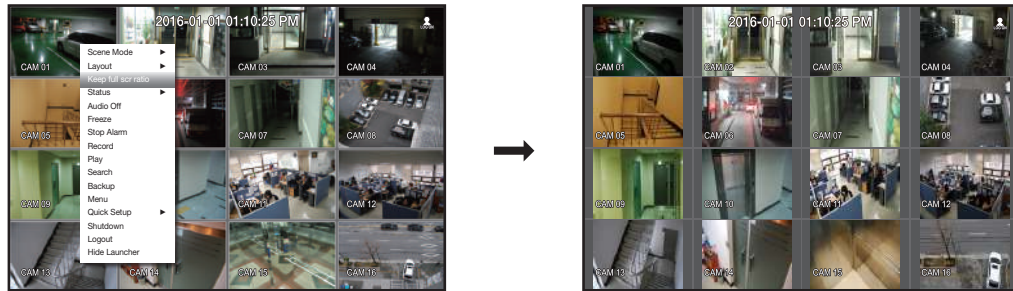 2016-01-01 01:10:25 PM
CAM 01
CAM 03
CAM 04
Scene Mode
Layout
Keep full scr ratio
Status
Audio Off
Freeze
Stop Alarm
Record
Play
Search
Backup
Menu
Quick Setup
Shutdown
Logout
Hide Launcher
CAM 05
CAM 07
CAM 08
CAM 09
CAM 11
CAM 12
CAM 13
CAM 14
CAM 15
CAM 16
2016-01-01 01:10:25 PM
CAM 01
CAM 02
CAM 03
CAM 04
CAM 05
CAM 06
CAM 07
CAM 08
CAM 09
CAM 10
CAM 11
CAM 12
CAM 13
CAM 14
CAM 15
CAM 16